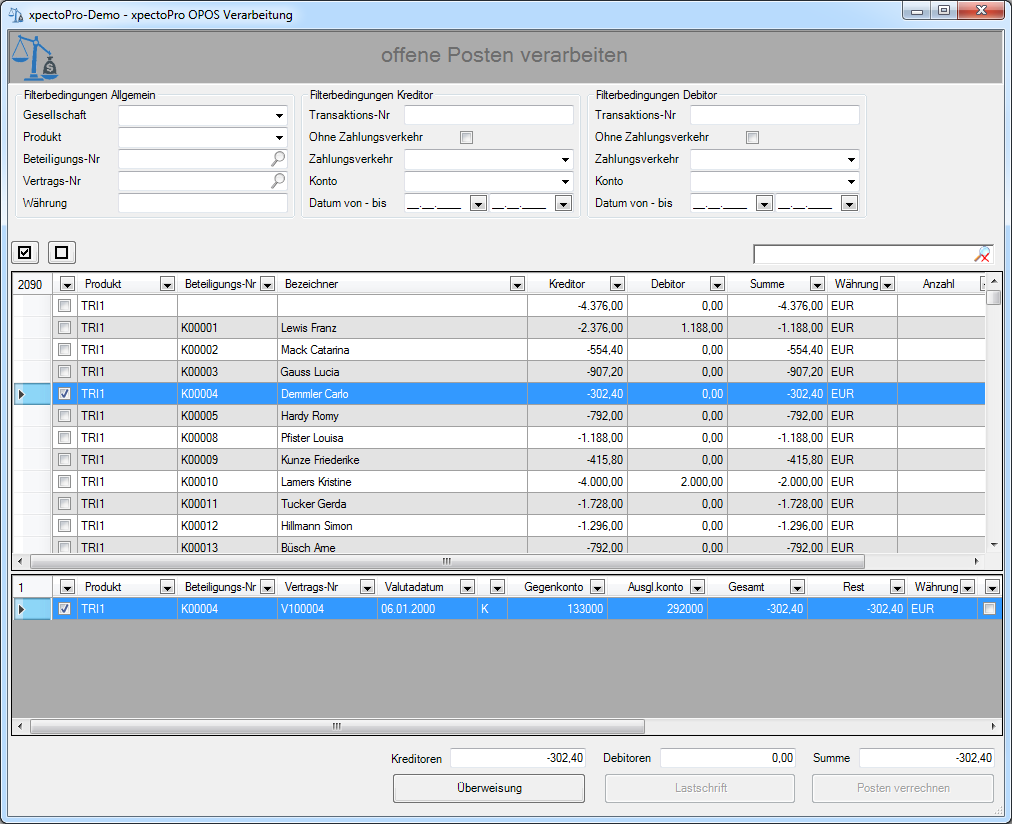 xpectoPro-Demo - xpectoPro OPOS Verarbeitung
offene Posten verarbeiten
Filterbedingungen Allgemein
Gesellschaft
Produkt
Beteiligungs-Nr
Vertrags-Nr
Währung
Filterbedingungen Kreditor
Transaktions-Nr
Ohne Zahlungsverkehr
Zahlungsverkehr
Konto
Datum von - bis __.__.____ __.__.____
Filterbedingungen Debitor
Transaktions-Nr
Ohne Zahlungsverkehr
Zahlungsverkehr
Konto
Datum von - bis __.__.____ __.__.____
2090 Produkt Beteiligungs-Nr Bezeichner Kreditor Debitor Summe Währung Anzahl
TRI1 -4.376,00 0,00 -4.376,00 EUR
TRI1 K00001 Lewis Franz -2.376,00 1.188,00 -1.188,00 EUR
TRI1 K00002 Mack Catarina -554,40 0,00 -554,40 EUR
TRI1 K00003 Gauss Lucia -907,20 0,00 -907,20 EUR
TRI1 K00004 Demmler Carlo -302,40 0,00 -302,40 EUR
TRI1 K00005 Hardy Romy -792,00 0,00 -792,00 EUR
TRI1 K00008 Pfister Louisa -1.188,00 0,00 -1.188,00 EUR
TRI1 K00009 Kunze Friederike -415,80 0,00 -415,80 EUR
TRI1 K00010 Lamers Kristine -4.000,00 2.000,00 -2.000,00 EUR
TRI1 K00011 Tucker Gerda -1.728,00 0,00 -1.728,00 EUR
TRI1 K00012 Hillmann Simon -1.296,00 0,00 -1.296,00 EUR
TRI1 K00013 Büsch Arne -792,00 0,00 -792,00 EUR
1 Produkt Beteiligungs-Nr Vertrags-Nr Valutadatum Gegenkonto Ausgl.konto Gesamt Rest Währung
TRI1 K00004 V100004 06.01.2000 K 133000 292000 -302,40 -302,40 EUR
Kreditoren -302,40 Debitoren 0,00 Summe -302,40
Überweisung Lastschrift Posten verrechnen